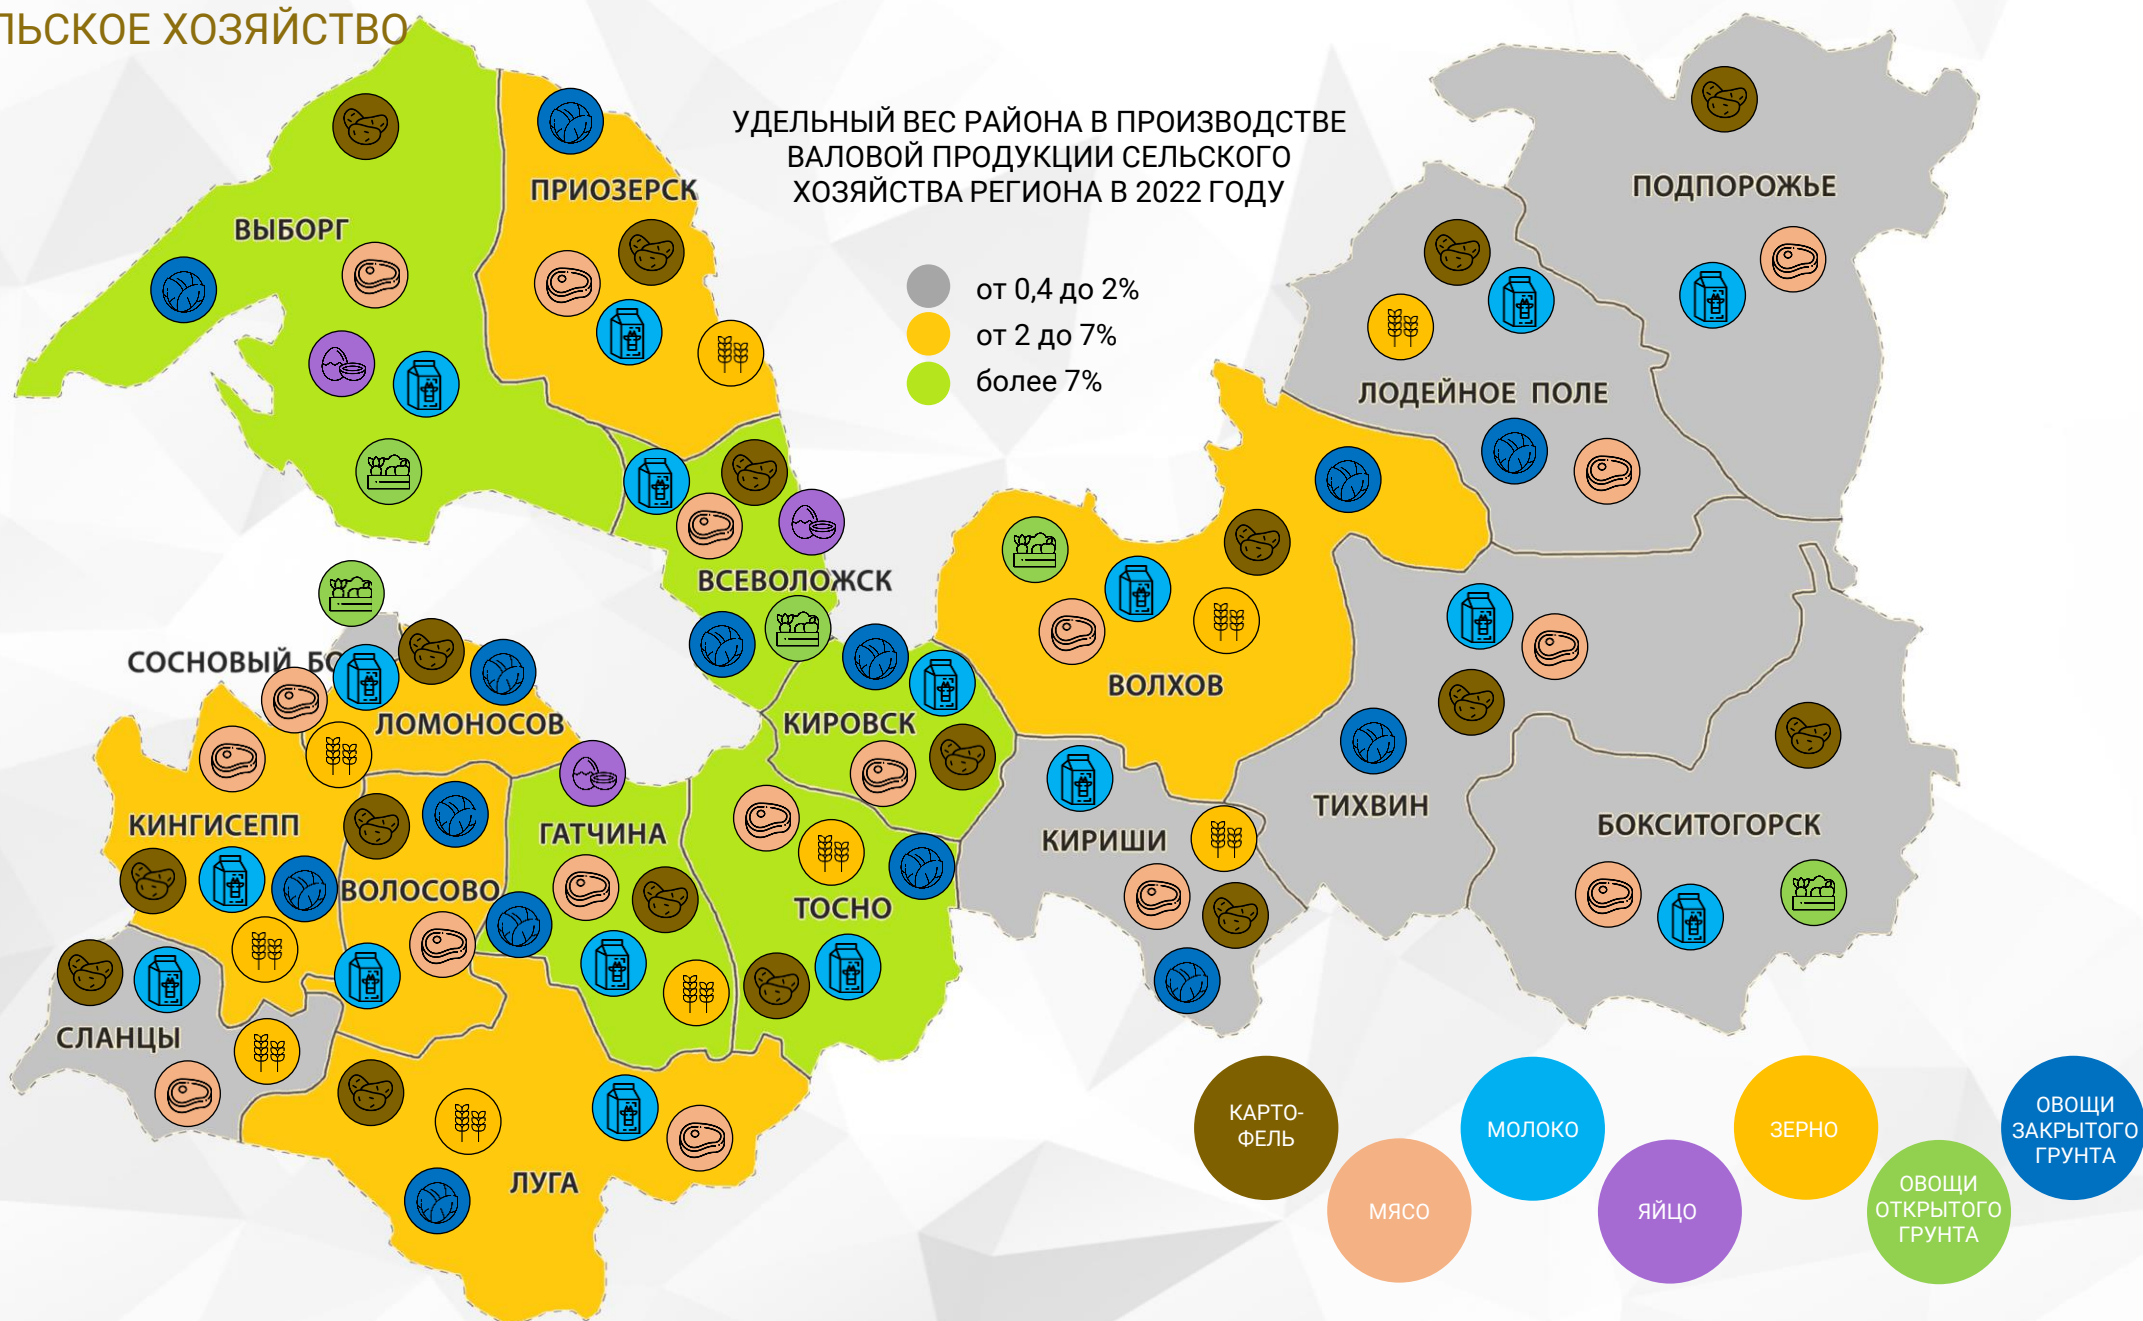 ЛЬСКОЕ ХОЗЯЙСТВО
УДЕЛЬНЫЙ ВЕС РАЙОНА В ПРОИЗВОДСТВЕ
ВАЛОВОЙ ПРОДУКЦИИ СЕЛЬСКОГО
ХОЗЯЙСТВА РЕГИОНА В 2022 ГОДУ
от 0,4 до 2%
от 2 до 7%
более 7%
ПРИОЗЕРСК
ПОДПОРОЖЬЕ
ВЫБОРГ
ЛОДЕЙНОЕ ПОЛЕ
ВСЕВОЛОЖСК
СОСНОВЫЙ БО
ВОЛХОВ
ЛОМОНОСОВ
КИРОВСК
ТИХВИН
КИНГИСЕПП
ГАТЧИНА
КИРИШИ
БОКСИТОГОРСК
ВОЛОСОВО
ТОСНО
СЛАНЦЫ
ЛУГА
КАРТО-
ФЕЛЬ
МЯСО
МОЛОКО
ЯЙЦО
ЗЕРНО
ОВОЩИ
ОТКРЫТОГО
ГРУНТА
ОВОЩИ
ЗАКРЫТОГО
ГРУНТА